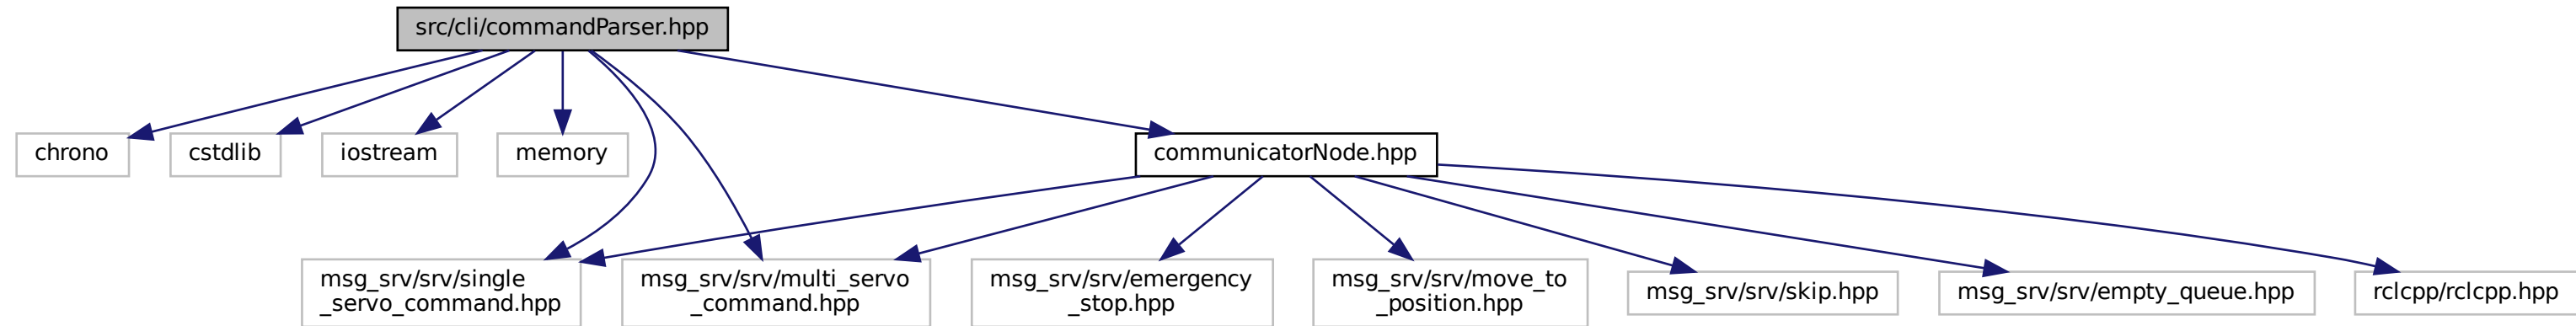 src/cli/commandParser.hpp
chrono
cstdlib
iostream
memory
communicatorNode.hpp
msg_srv/srv/single
_servo_command.hpp
msg_srv/srv/multi_servo
_command.hpp
msg_srv/srv/emergency
_stop.hpp
msg_srv/srv/move_to
_position.hpp
msg_srv/srv/skip.hpp
msg_srv/srv/empty_queue.hpp
rclcpp/rclcpp.hpp